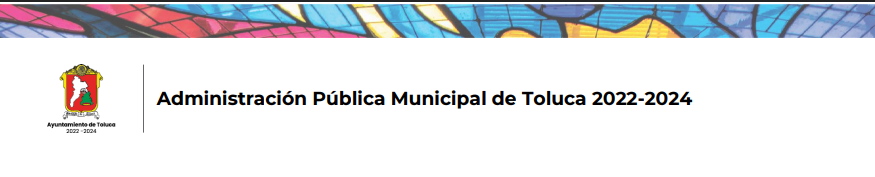 Administración Pública Municipal de Toluca 2022-2024
Ayuntamiento de Toluca
2022 -2024